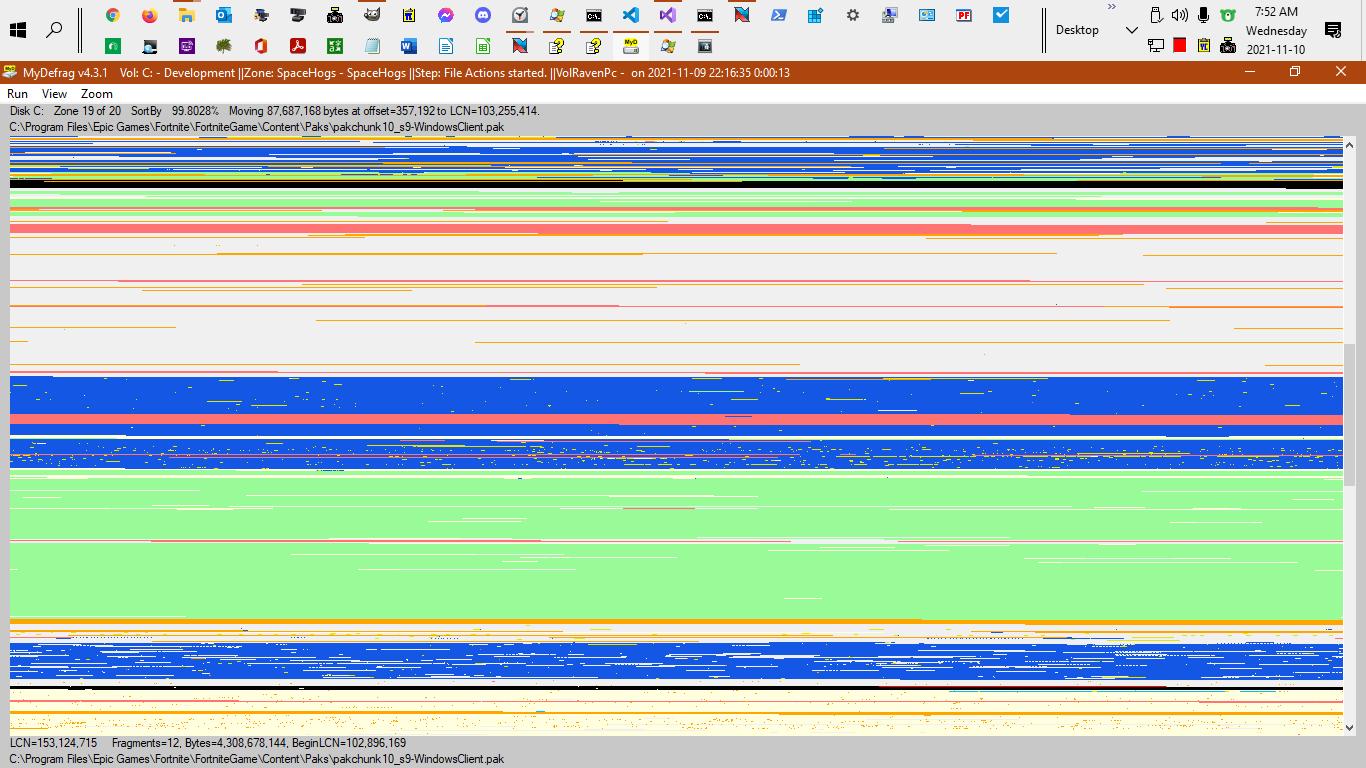 7:52 AM
Desktop
Wednesday
2021-11-10
MyDefrag v4.3.1 Vol: C: - Development ||Zone: SpaceHogs - SpaceHogs ||Step: File Actions started. ||VolRavenPc - on 2021-11-09 22:16:35 0:00:13
Run View Zoom
Disk C: Zone 19 of 20 SortBy 99.8028% Moving 87,687,168 bytes at offset=357,192 to LCN=103,255,414.
C:\Program Files\Epic Games\Fortnite\FortniteGame\Content\Paks\pakchunk10_s9-WindowsClient.pak
LCN=153,124,715 Fragments=12, Bytes=4,308,678,144, BeginLCN=102,896,169
C:\Program Files\Epic Games\Fortnite\FortniteGame\Content\Paks\pakchunk10_s9-WindowsClient.pak